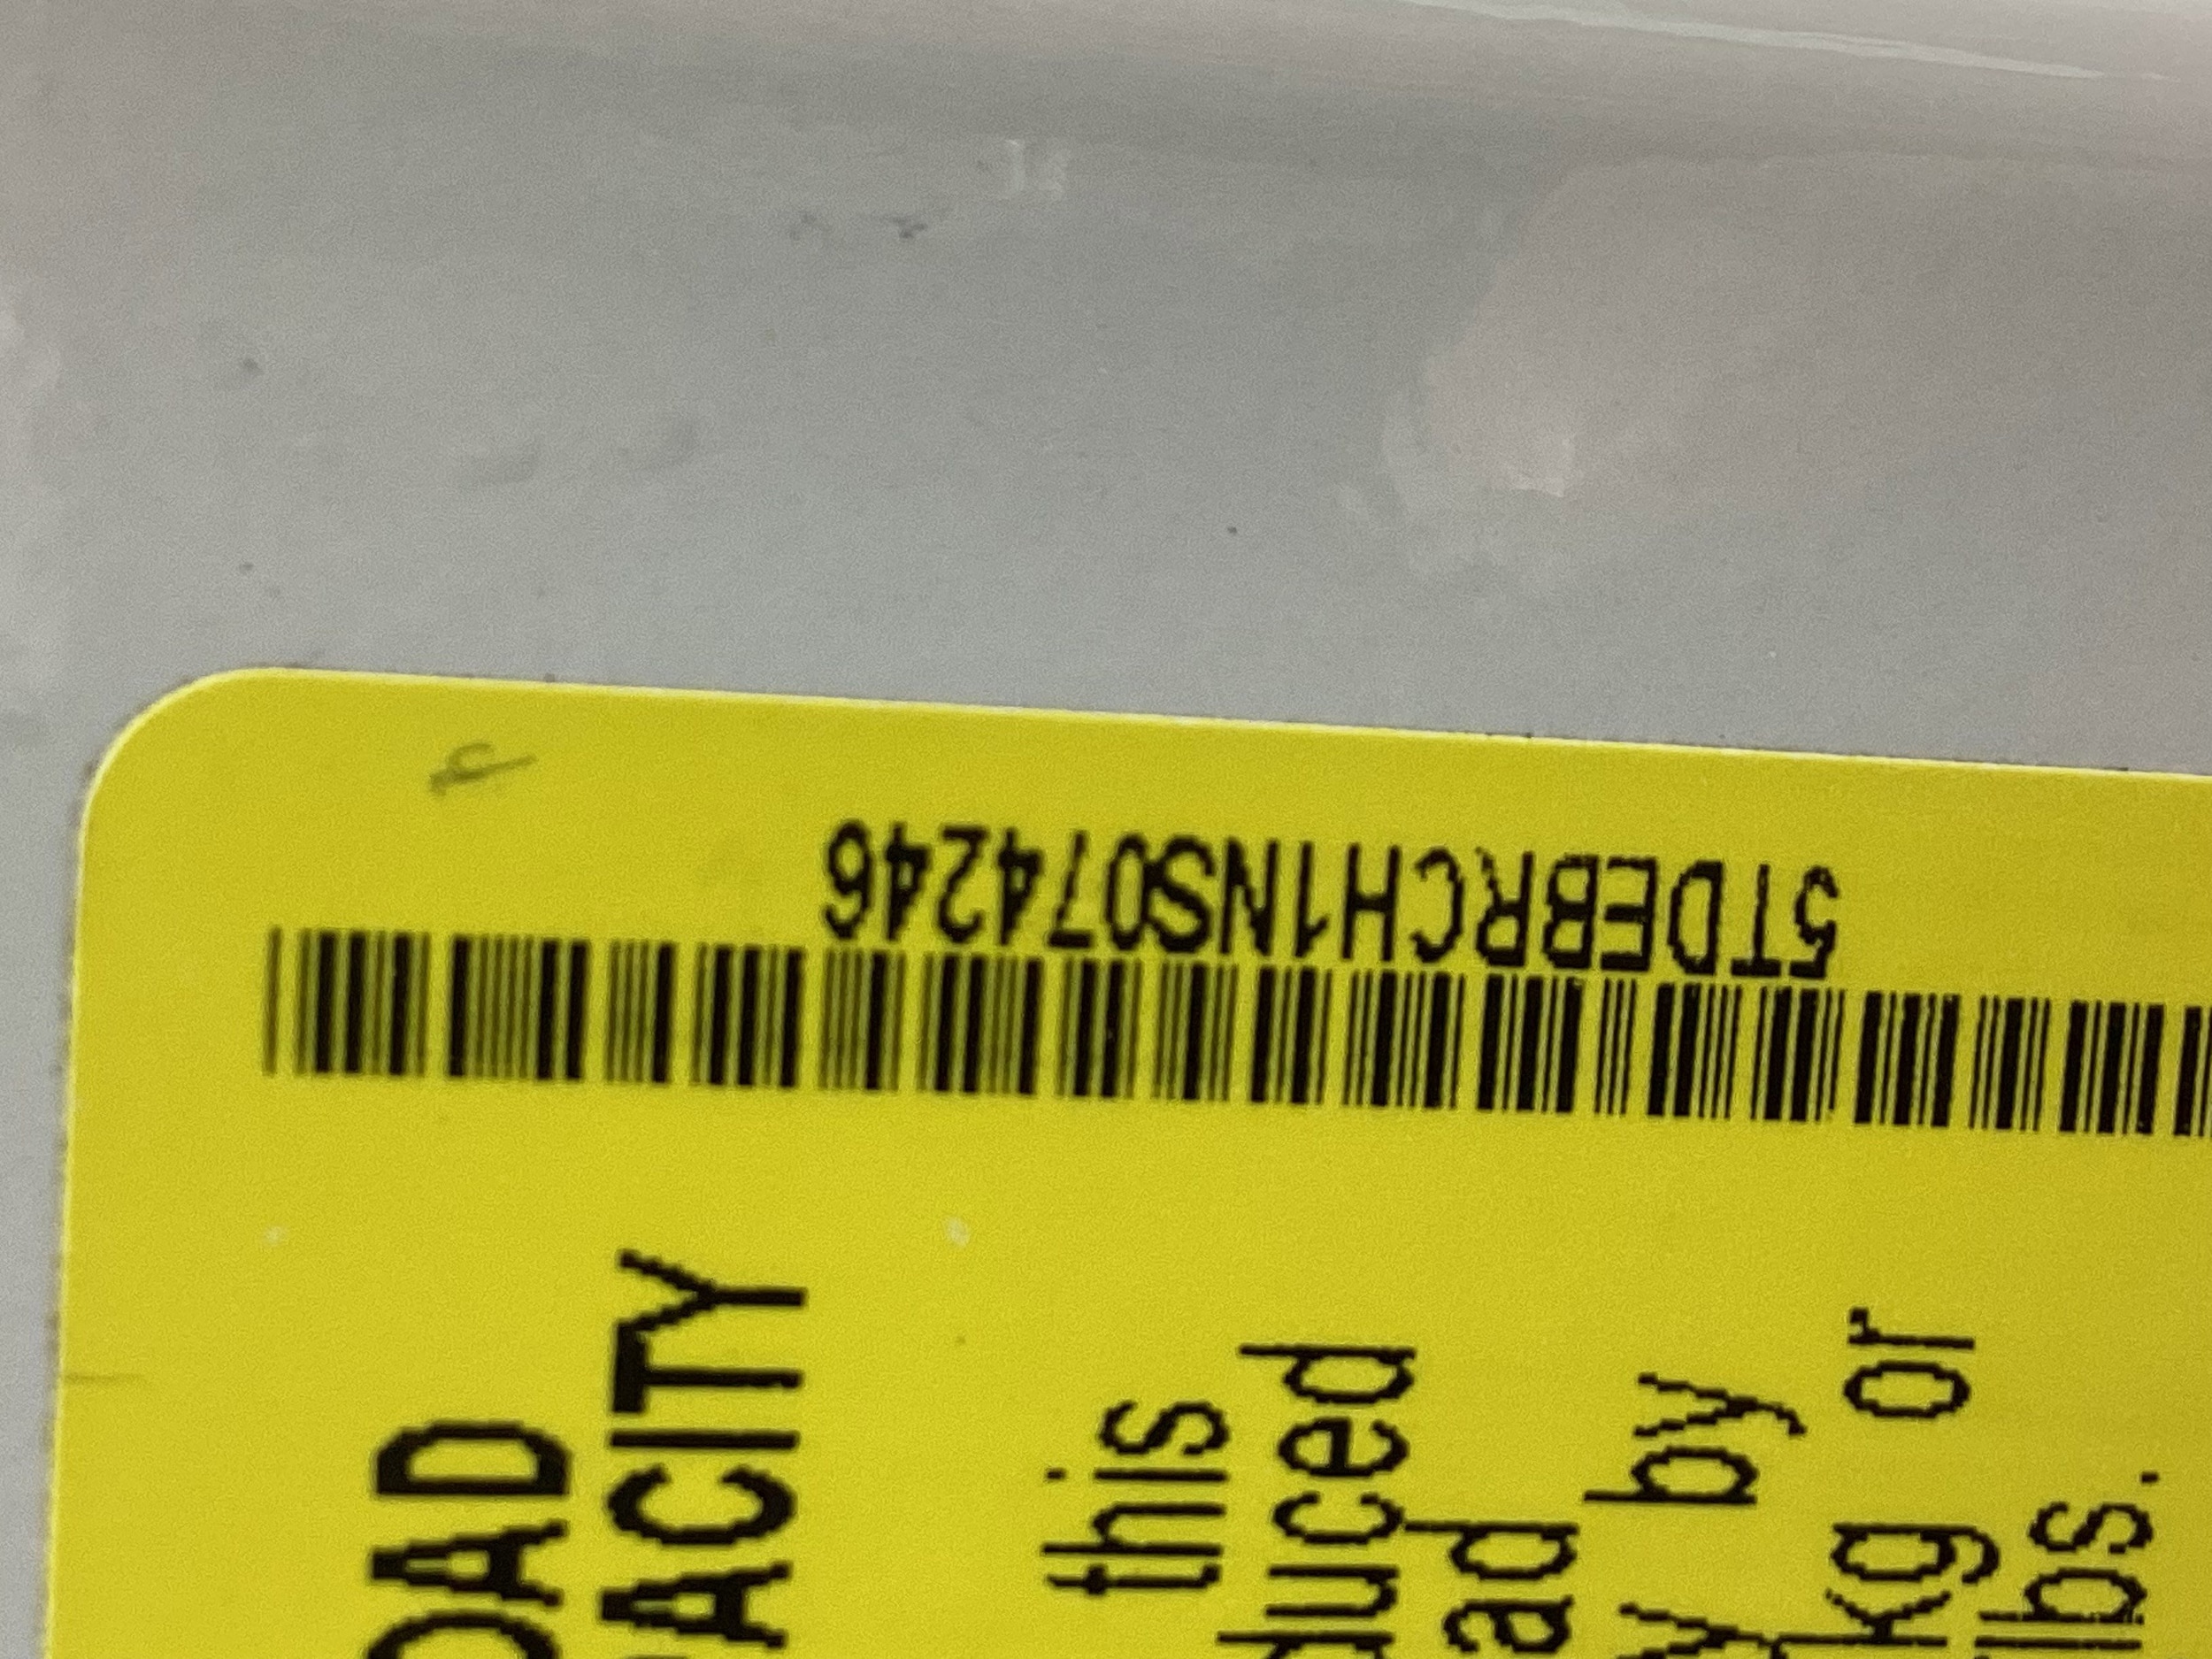 5TDEBRCH1NS074246
OAD
ACITY
this
duced
ad
by
kg or
lbs.